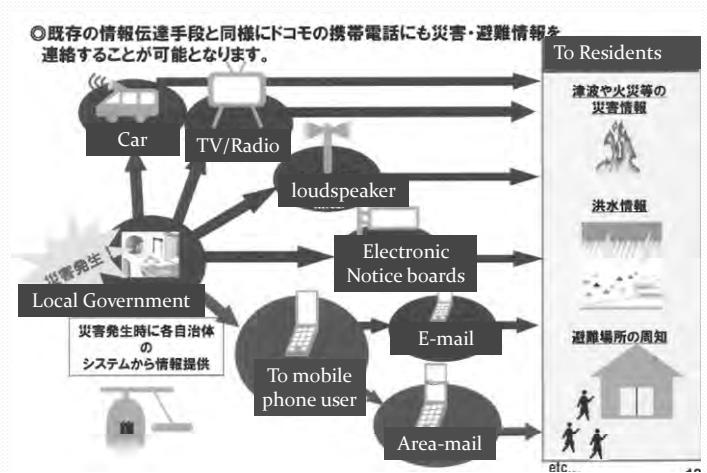 ◎既存の情報伝達手段と同様にドコモの携帯電話にも災害・避難情報を
連絡することが可能となります。
To Residents
津波や火災等の
災害情報
Car
TV/Radio
loudspeaker
洪水情報
災害発生
Electronic
Notice boards
Local Government
災害発生時に各自治体
の
システムから情報提供
E-mail
避難場所の周知
To mobile
phone user
Area-mail
etc...